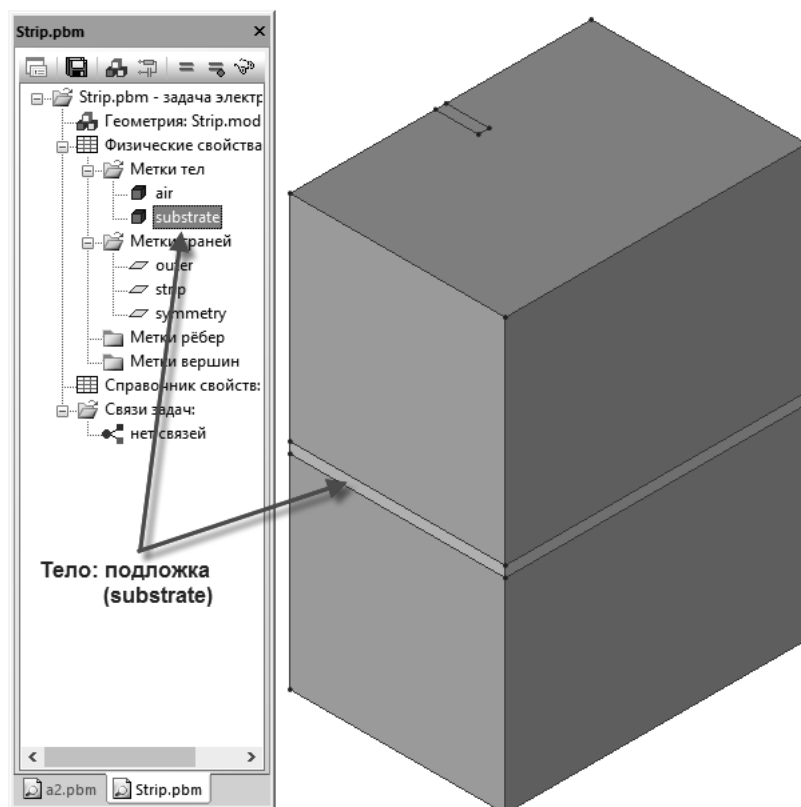 Strip.pbm
Strip.pbm - задача электр
Геометрия: Strip.mod
Физические свойства
Метки тел
air
substrate
Метки граней
outer
strip
symmetry
Метки рёбер
Метки вершин
Справочник свойств:
Связи задач:
нет связей
Тело: подложка
(substrate)
a2.pbm
Strip.pbm